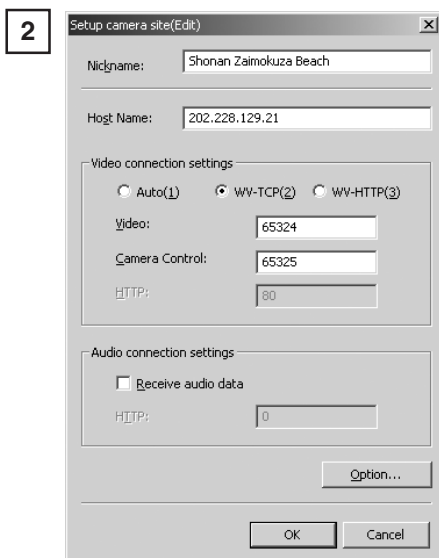 2
Setup camera site(Edit)
Nickname: Shonan Zaimokuza Beach
Host Name: 202.228.129.21
Video connection settings
Auto(1) WV-TCP(2) WV-HTTP(3)
Video: 65324
Camera Control: 65325
HTTP: 80
Audio connection settings
Receive audio data
HTTP: 0
Option...
OK Cancel